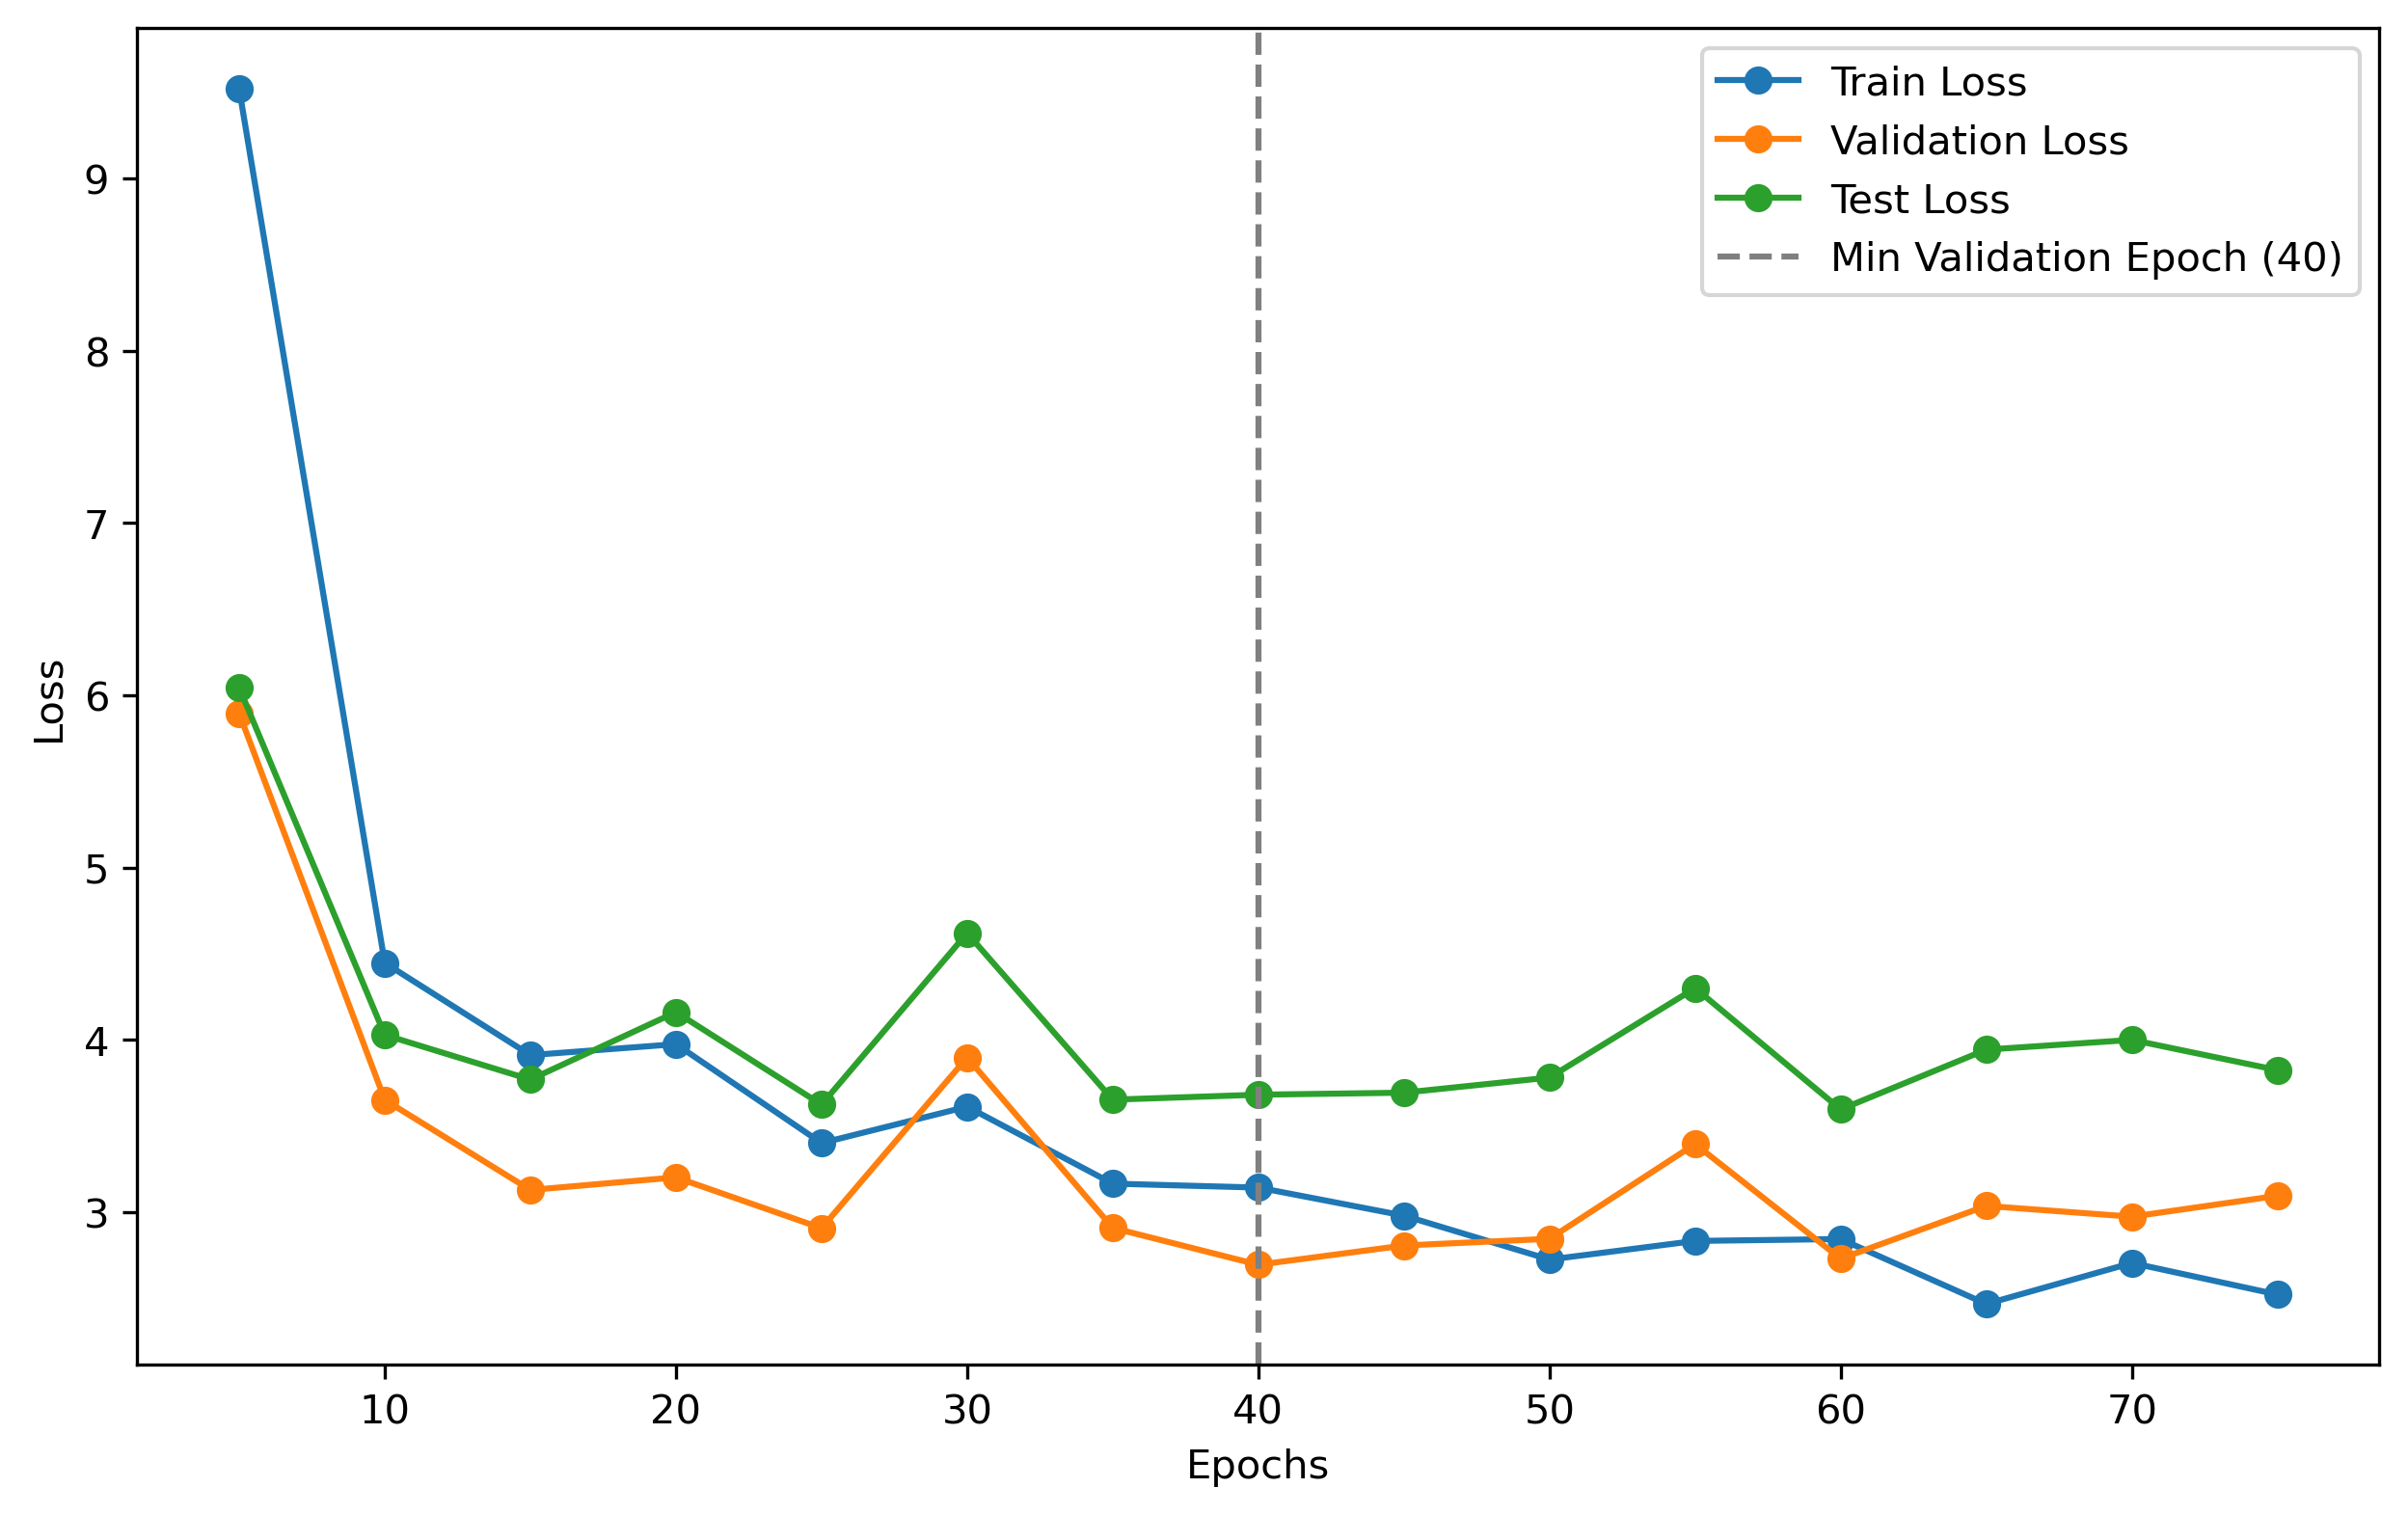 Train Loss
Validation Loss
Test Loss
Min Validation Epoch (40)
9
8
7
6
5
4
3
Loss
10 20 30 40 50 60 70
Epochs